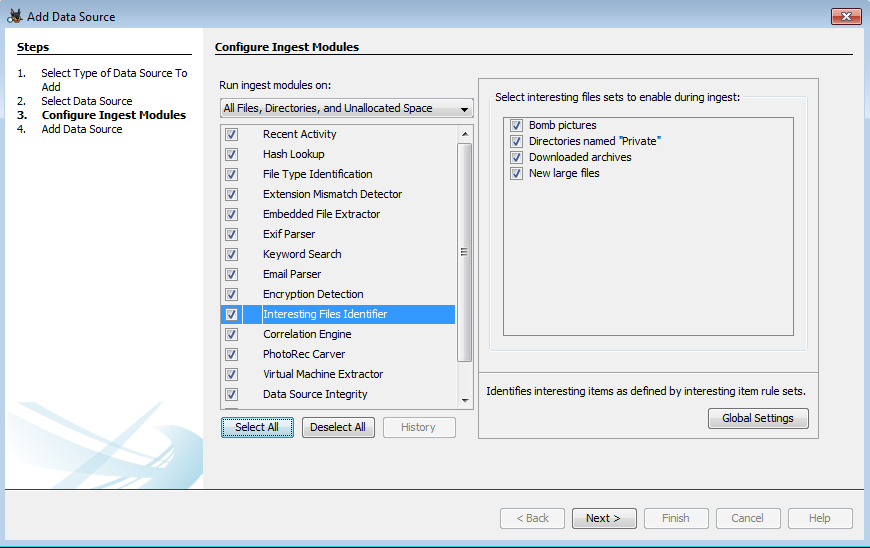 Add Data Source
Steps
1. Select Type of Data Source To
Add
2. Select Data Source
3. Configure Ingest Modules
4. Add Data Source
Configure Ingest Modules
Run ingest modules on:
All Files, Directories, and Unallocated Space
Recent Activity
Hash Lookup
File Type Identification
Extension Mismatch Detector
Embedded File Extractor
Exif Parser
Keyword Search
Email Parser
Encryption Detection
Interesting Files Identifier
Correlation Engine
PhotoRec Carver
Virtual Machine Extractor
Data Source Integrity
Select All
Deselect All
History
Select interesting files sets to enable during ingest:
Bomb pictures
Directories named "Private"
Downloaded archives
New large files
Identifies interesting items as defined by interesting item rule sets.
Global Settings
< Back
Next >
Finish
Cancel
Help